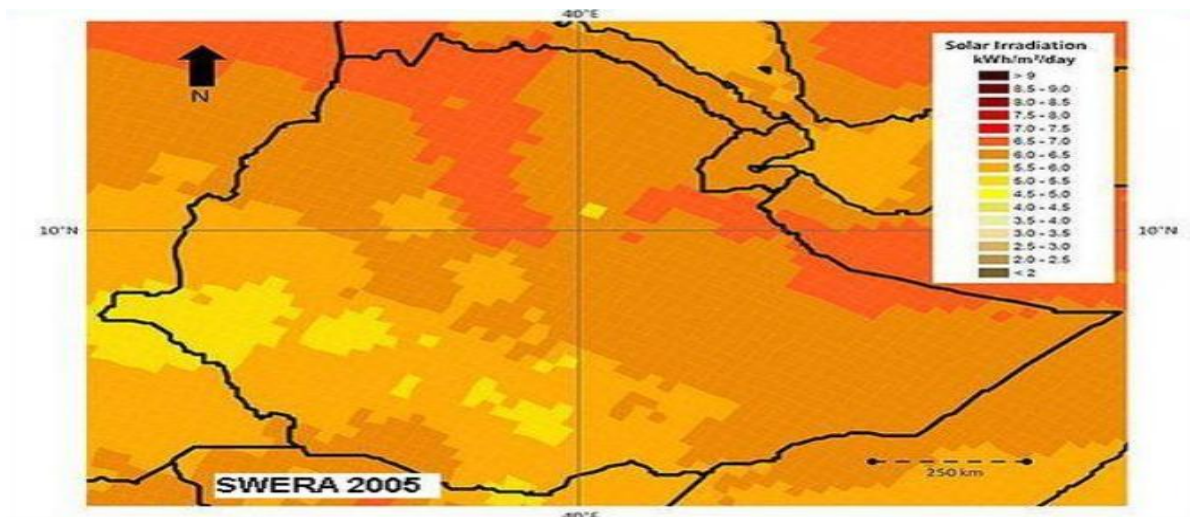 40°E
N
Solar Irradiation
kWh/m²/day
> 9
8.5 - 9.0
8.0 - 8.5
7.5 - 8.0
7.0 - 7.5
6.5 - 7.0
6.0 - 6.5
5.5 - 6.0
5.0 - 5.5
4.5 - 5.0
4.0 - 4.5
3.5 - 4.0
3.0 - 3.5
2.5 - 3.0
2.0 - 2.5
< 2
10°N
10°N
250 km
SWERA 2005
40°E